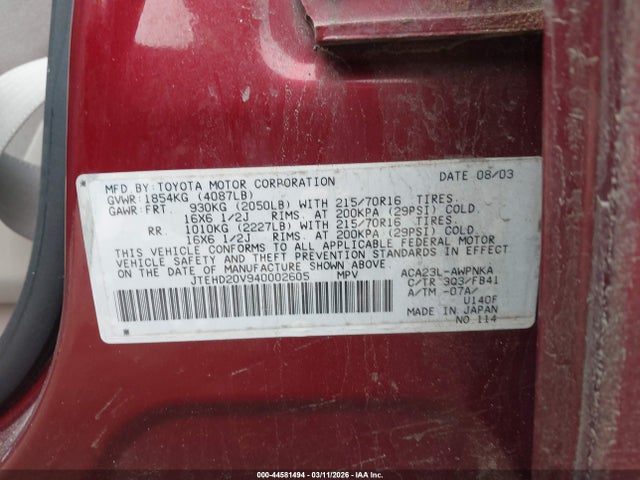 MFD.BY:TOYOTA MOTOR CORPORATION DATE 08/03
GVWR:1854KG (4087LB)
GAWR:FRT. 930KG (2050LB) WITH 215/70R16 TIRES,
16X6 1/2J RIMS, AT 200KPA (29PSI) COLD.
RR. 1010KG (2227LB) WITH 215/70R16 TIRES,
16X6 1/2J RIMS, AT 200KPA (29PSI) COLD.
THIS VEHICLE CONFORMS TO ALL APPLICABLE FEDERAL MOTOR
VEHICLE SAFETY AND THEFT PREVENTION STANDARDS IN EFFECT
ON THE DATE OF MANUFACTURE SHOWN ABOVE.
JTEHD20V940002605 MPV ACA23L-AWPNKA
C/TR 3Q3/FB41
A/TM -07A/
U140F
MADE IN JAPAN
NO 114
000-44581494 | 03/11/2026 | IAA Inc.